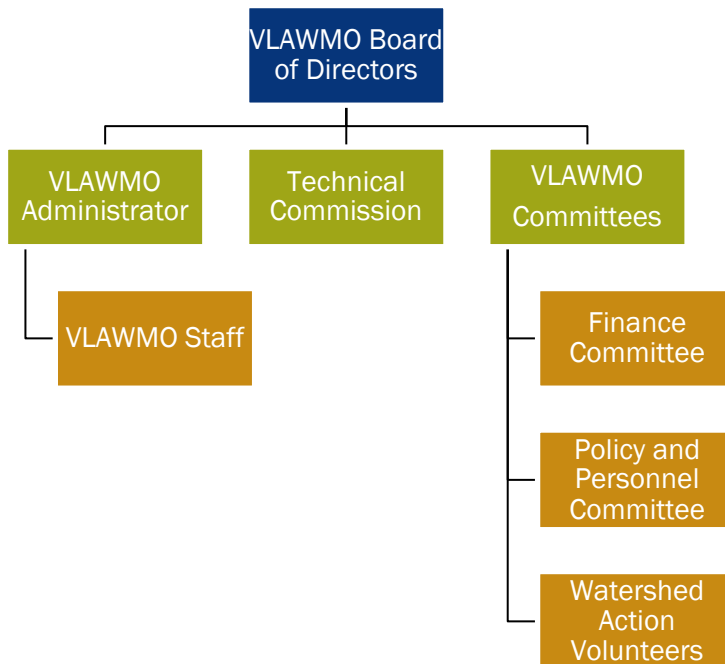 VLAWMO Board
of Directors
VLAWMO
Administrator
Technical
Commission
VLAWMO
Committees
VLAWMO Staff
Finance
Committee
Policy and
Personnel
Committee
Watershed
Action
Volunteers